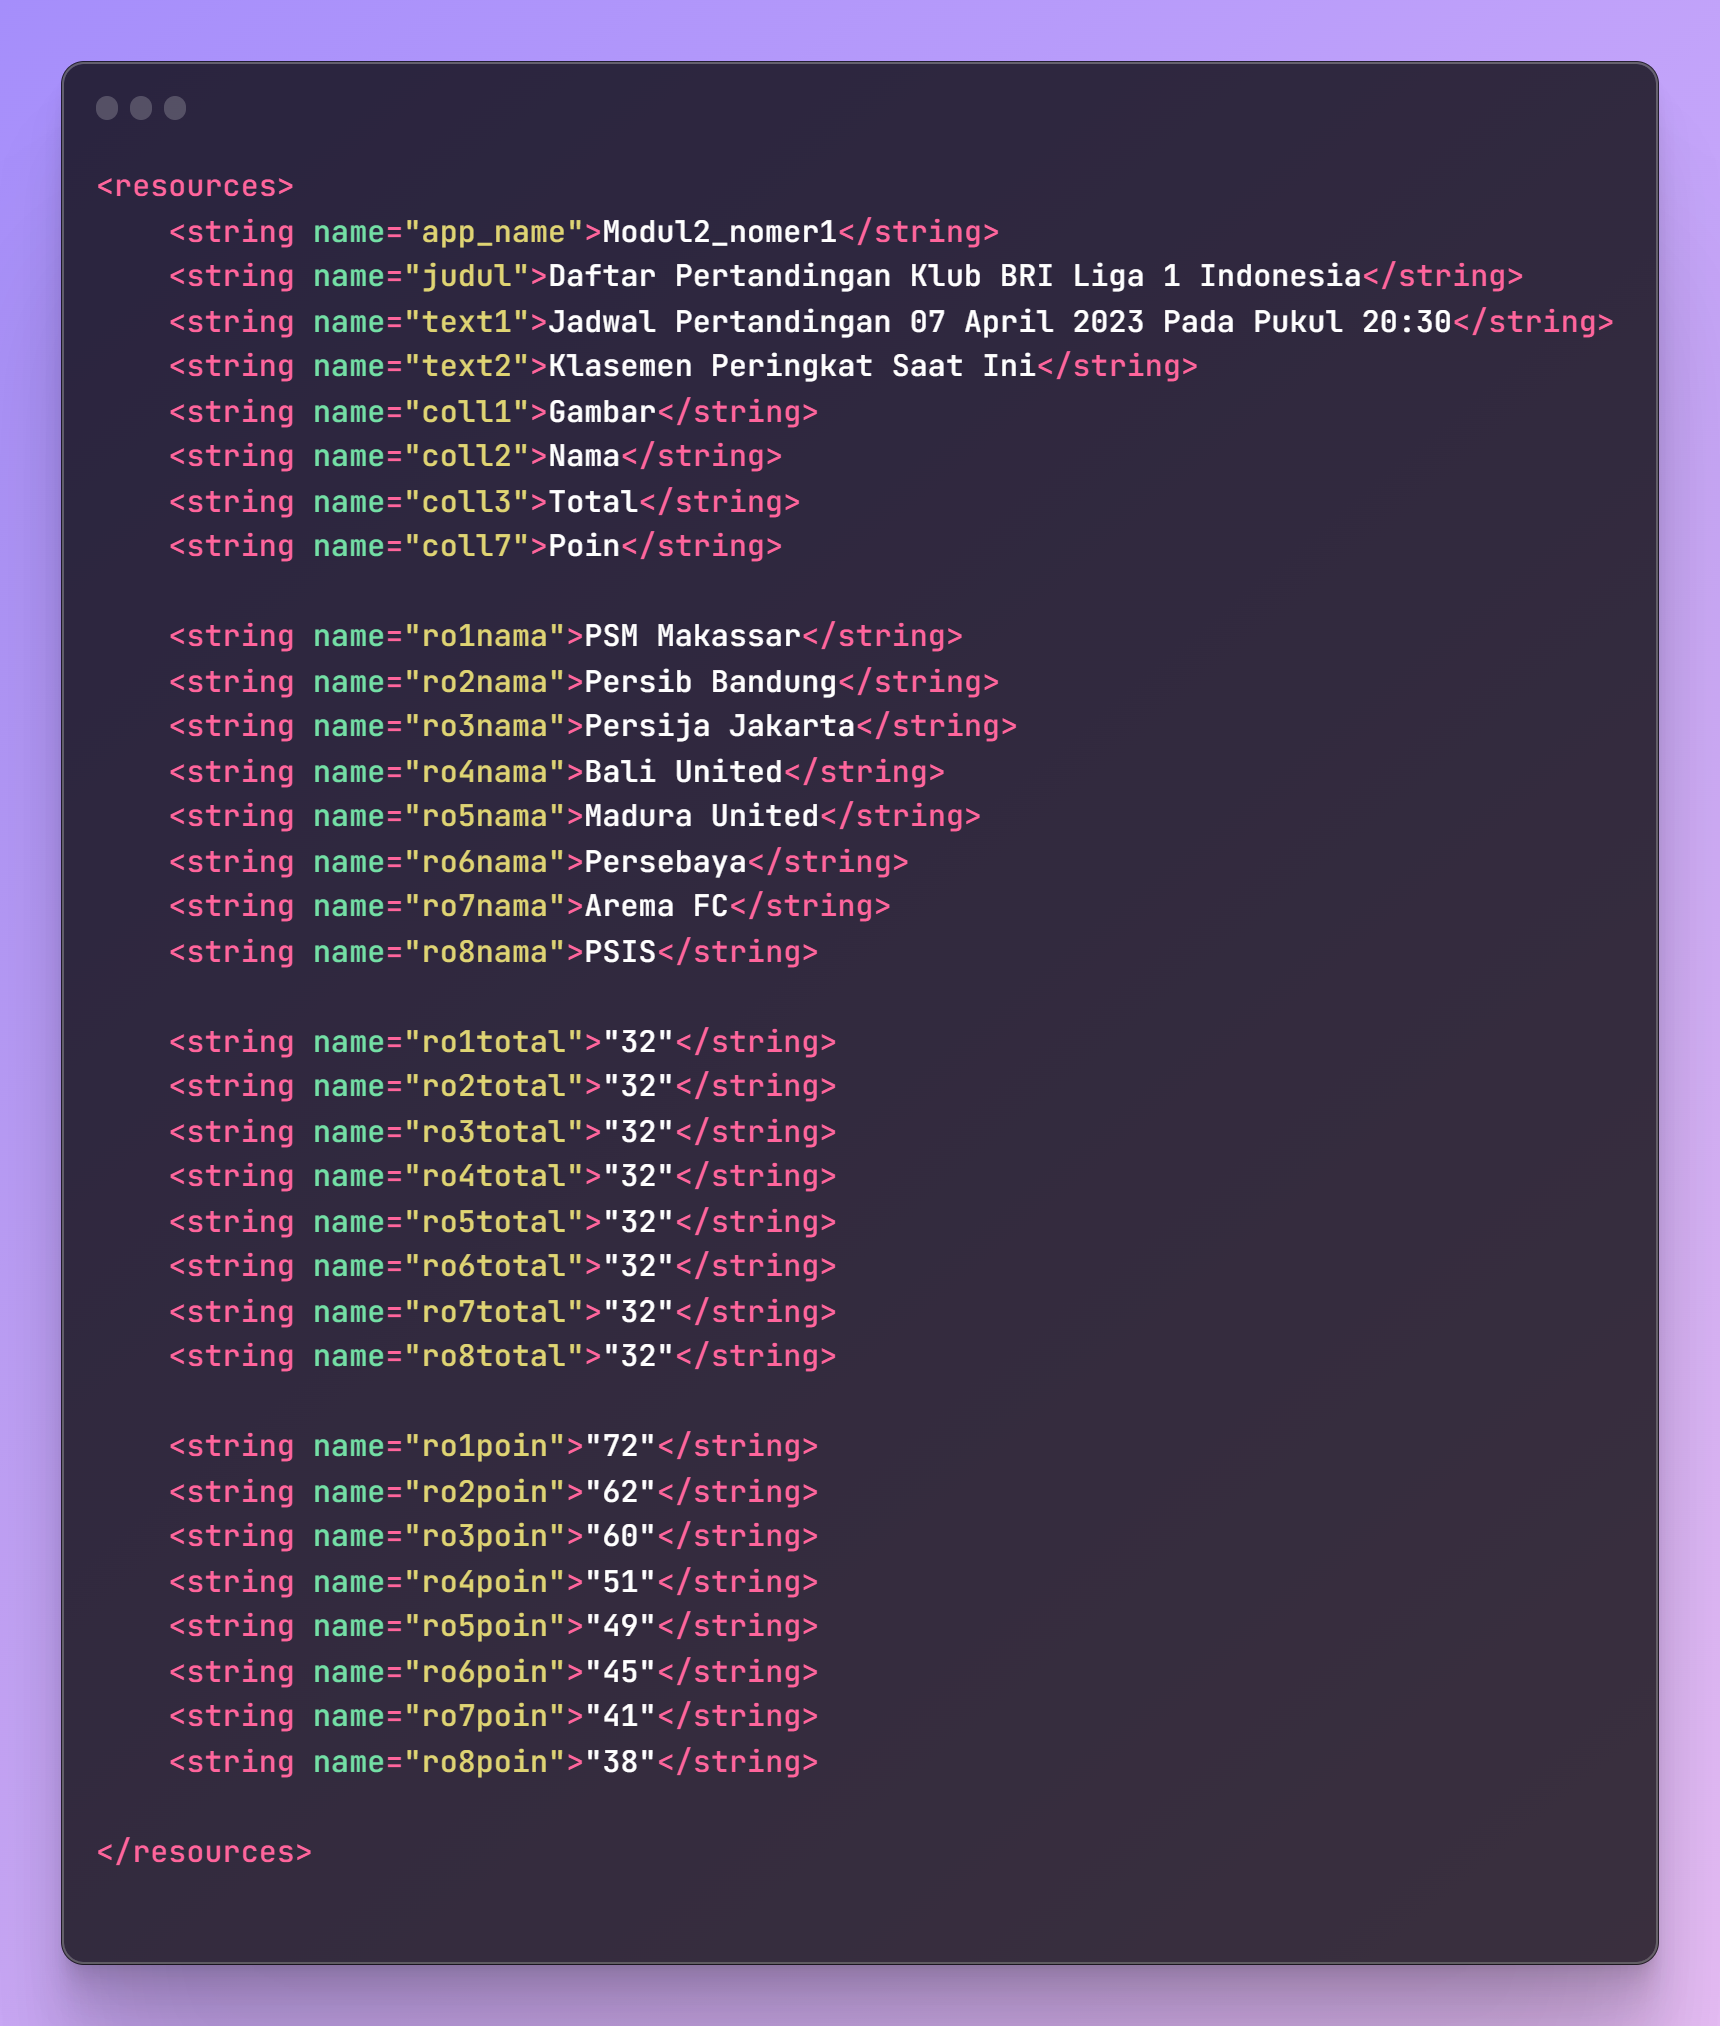 <resources>
    <string name="app_name">Modul2_nomer1</string>
    <string name="judul">Daftar Pertandingan Klub BRI Liga 1 Indonesia</string>
    <string name="text1">Jadwal Pertandingan 07 April 2023 Pada Pukul 20:30</string>
    <string name="text2">Klasemen Peringkat Saat Ini</string>
    <string name="coll1">Gambar</string>
    <string name="coll2">Nama</string>
    <string name="coll3">Total</string>
    <string name="coll7">Poin</string>

    <string name="ro1nama">PSM Makassar</string>
    <string name="ro2nama">Persib Bandung</string>
    <string name="ro3nama">Persija Jakarta</string>
    <string name="ro4nama">Bali United</string>
    <string name="ro5nama">Madura United</string>
    <string name="ro6nama">Persebaya</string>
    <string name="ro7nama">Arema FC</string>
    <string name="ro8nama">PSIS</string>

    <string name="ro1total">"32"</string>
    <string name="ro2total">"32"</string>
    <string name="ro3total">"32"</string>
    <string name="ro4total">"32"</string>
    <string name="ro5total">"32"</string>
    <string name="ro6total">"32"</string>
    <string name="ro7total">"32"</string>
    <string name="ro8total">"32"</string>

    <string name="ro1poin">"72"</string>
    <string name="ro2poin">"62"</string>
    <string name="ro3poin">"60"</string>
    <string name="ro4poin">"51"</string>
    <string name="ro5poin">"49"</string>
    <string name="ro6poin">"45"</string>
    <string name="ro7poin">"41"</string>
    <string name="ro8poin">"38"</string>

</resources>